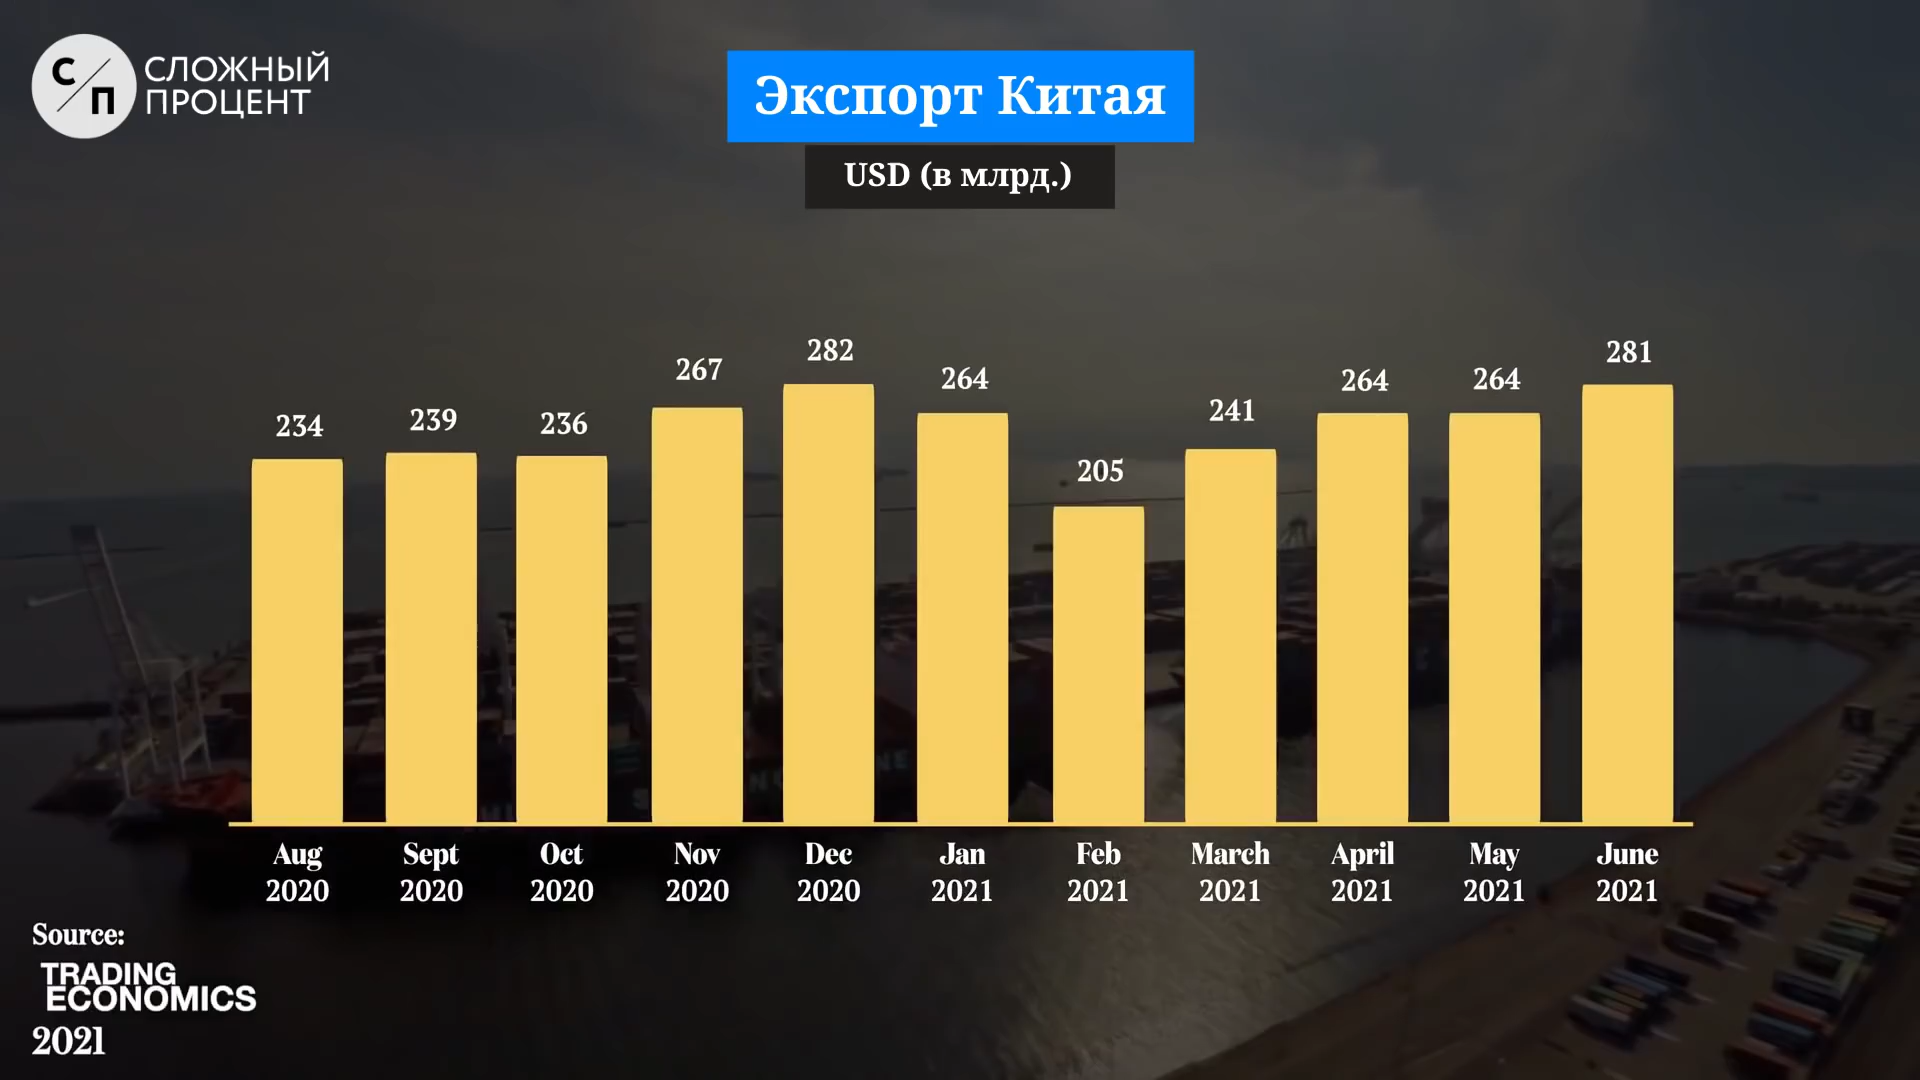 С/П СЛОЖНЫЙ
ПРОЦЕНТ
Экспорт Китая
USD (в млрд.)
234 239 236 267 282 264 205 241 264 264 281
Aug Sept Oct Nov Dec Jan Feb March April May June
2020 2020 2020 2020 2020 2021 2021 2021 2021 2021 2021
Source:
TRADING
ECONOMICS
2021